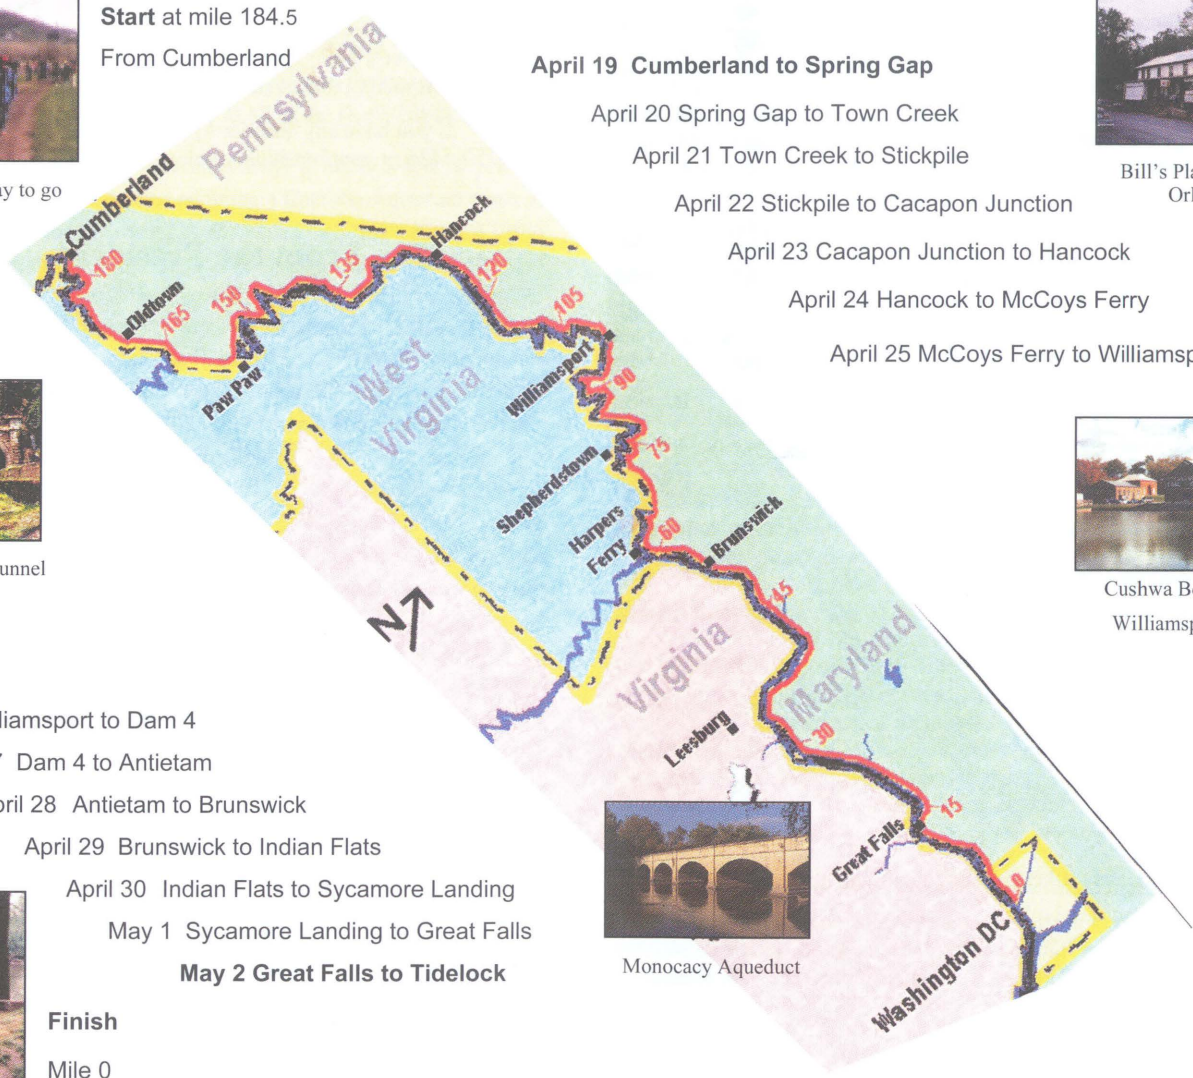 Start at mile 184.5
From Cumberland
April 19 Cumberland to Spring Gap
April 20 Spring Gap to Town Creek
April 21 Town Creek to Stickpile
April 22 Stickpile to Cacapon Junction
April 23 Cacapon Junction to Hancock
April 24 Hancock to McCoys Ferry
April 25 McCoys Ferry to Williamsp
Bill's Pla
Orl
y to go
Pennsylvania
Cumberland
Hancock
180
135
120
Oldtown
165
150
105
Paw Paw
West
Virginia
Williamsport
90
75
Shepherdstown
Harpers
Ferry
60
Brunswick
45
N
Virginia
Maryland
Leesburg
30
15
Great Falls
0
Washington DC
unnel
Cushwa B
Williamsp
liamsport to Dam 4
Dam 4 to Antietam
ril 28 Antietam to Brunswick
April 29 Brunswick to Indian Flats
April 30 Indian Flats to Sycamore Landing
May 1 Sycamore Landing to Great Falls
May 2 Great Falls to Tidelock
Monocacy Aqueduct
Finish
Mile 0